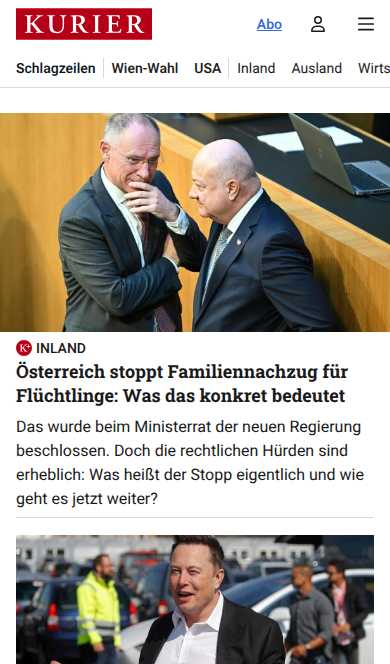 KURIER
Abo
Schlagzeilen Wien-Wahl USA Inland Ausland Wirts
K+ INLAND
Österreich stoppt Familiennachzug für
Flüchtlinge: Was das konkret bedeutet
Das wurde beim Ministerrat der neuen Regierung
beschlossen. Doch die rechtlichen Hürden sind
erheblich: Was heißt der Stopp eigentlich und wie
geht es jetzt weiter?